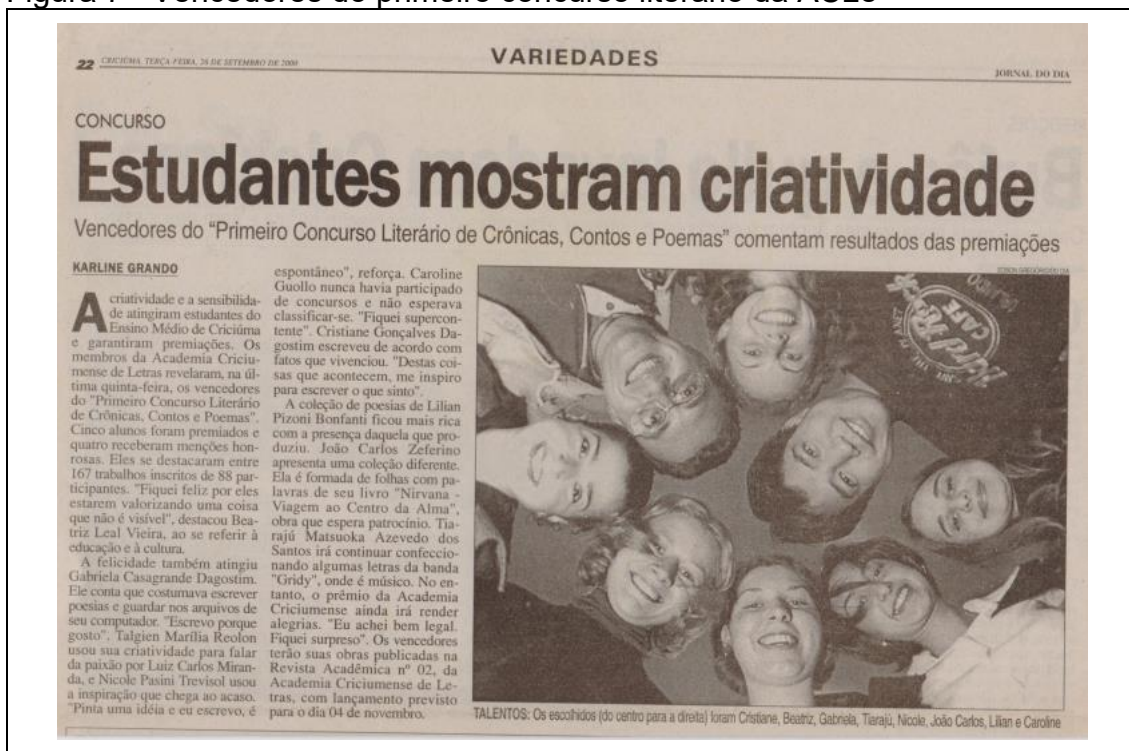 Figura 7 – Vencedores do primeiro concurso literário da ACLe
22 CRICIÚMA, TERÇA-FEIRA, 26 DE SETEMBRO DE 2000
VARIEDADES
JORNAL DO DIA
CONCURSO
Estudantes mostram criatividade
Vencedores do "Primeiro Concurso Literário de Crônicas, Contos e Poemas" comentam resultados das premiações
KARLINE GRANDO
A criatividade e a sensibilida-
de atingiram estudantes do
Ensino Médio de Criciúma
e garantiram premiações. Os
membros da Academia Criciu-
mense de Letras revelaram, na úl-
tima quinta-feira, os vencedores
do "Primeiro Concurso Literário
de Crônicas, Contos e Poemas".
Cinco alunos foram premiados e
quatro receberam menções hon-
rosas. Eles se destacaram entre
167 trabalhos inscritos de 88 par-
ticipantes. "Fiquei feliz por eles
estarem valorizando uma coisa
que não é visível", destacou Bea-
triz Leal Vieira, ao se referir à
educação e à cultura.
A felicidade também atingiu
Gabriela Casagrande Dagostim.
Ele conta que costumava escrever
poesias e guardar nos arquivos de
seu computador. "Escrevo porque
gosto". Talgien Marília Reolon
usou sua criatividade para falar
da paixão por Luiz Carlos Miran-
da, e Nicole Pasini Trevisol usou
a inspiração que chega ao acaso.
"Pinta uma idéia e eu escrevo, é
espontâneo", reforça. Caroline
Guollo nunca havia participado
de concursos e não esperava
classificar-se. "Fiquei supercon-
tente". Cristiane Gonçalves Da-
gostim escreveu de acordo com
fatos que vivenciou. "Destas coi-
sas que acontecem, me inspiro
para escrever o que sinto".
A coleção de poesias de Lilian
Pizoni Bonfanti ficou mais rica
com a presença daquela que pro-
duziu. João Carlos Zeferino
apresenta uma coleção diferente.
Ela é formada de folhas com pa-
lavras de seu livro "Nirvana -
Viagem ao Centro da Alma",
obra que espera patrocínio. Tia-
rajú Matsuoka Azevedo dos
Santos irá continuar confeccio-
nando algumas letras da banda
"Gridy", onde é músico. No en-
tanto, o prêmio da Academia
Criciumense ainda irá render
alegrias. "Eu achei bem legal.
Fiquei surpreso". Os vencedores
terão suas obras publicadas na
Revista Acadêmica nº 02, da
Academia Criciumense de Le-
tras, com lançamento previsto
para o dia 04 de novembro.
Hard Rock
CAFE
TALENTOS: Os escolhidos (do centro para a direita) foram Cristiane, Beatriz, Gabriela, Tiarajú, Nicole, João Carlos, Lilian e Caroline